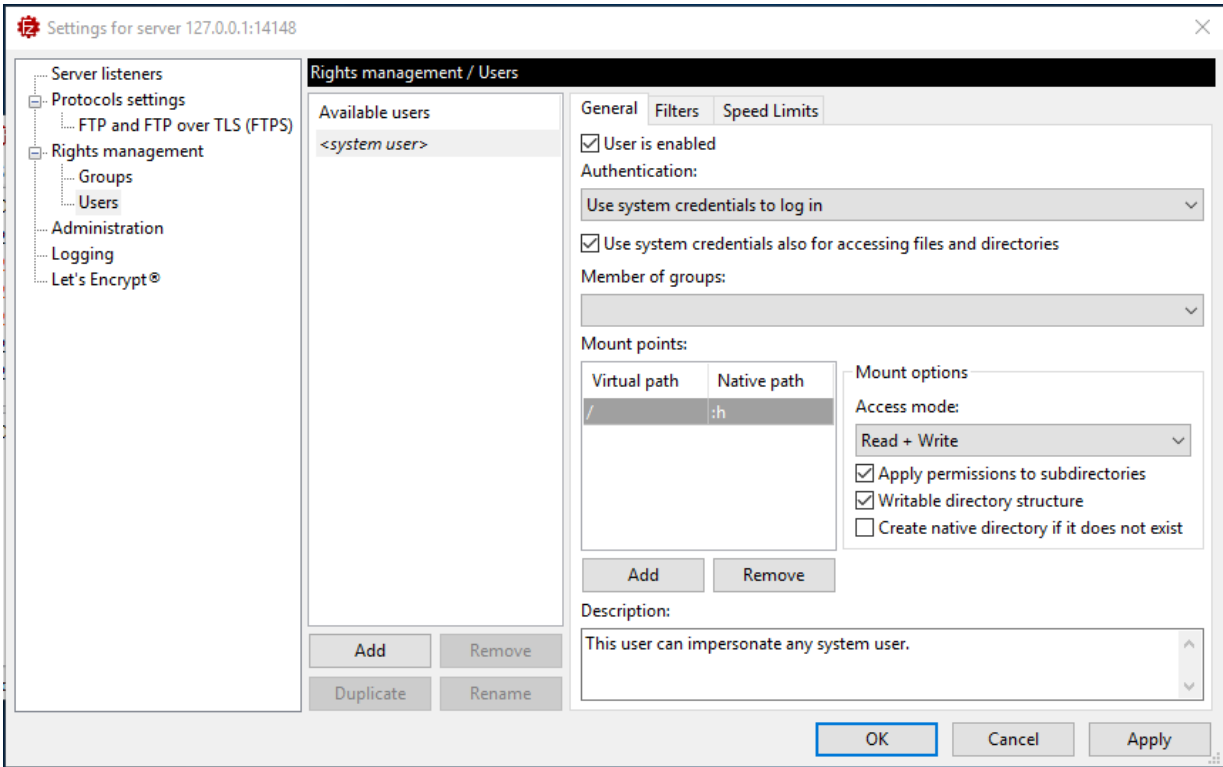 Settings for server 127.0.0.1:14148
Server listeners
Protocols settings
FTP and FTP over TLS (FTPS)
Rights management
Groups
Users
Administration
Logging
Let's Encrypt®
Rights management / Users
Available users
<system user>
Add
Remove
Duplicate
Rename
General
Filters
Speed Limits
User is enabled
Authentication:
Use system credentials to log in
Use system credentials also for accessing files and directories
Member of groups:
Mount points:
Virtual path
Native path
/
:h
Add
Remove
Mount options
Access mode:
Read + Write
Apply permissions to subdirectories
Writable directory structure
Create native directory if it does not exist
Description:
This user can impersonate any system user.
OK
Cancel
Apply